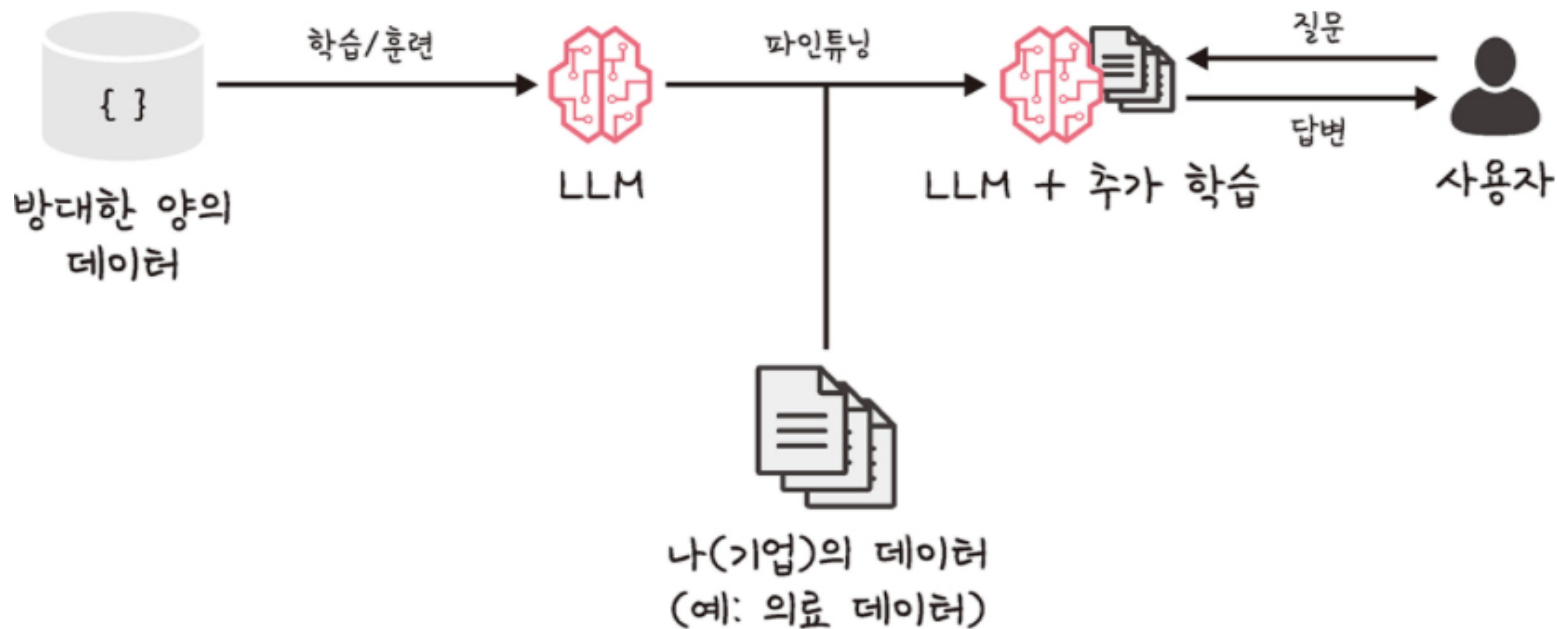 학습/훈련
파인튜닝
질문
{ }
답변
LLM
LLM + 추가 학습
사용자
방대한 양의
데이터
나(기업)의 데이터
(예: 의료 데이터)